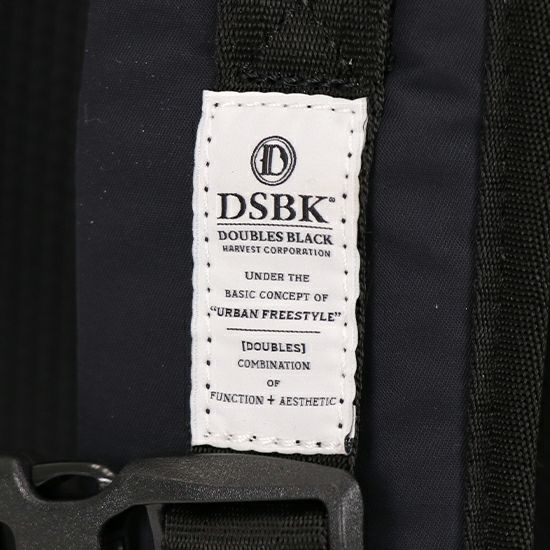 D
DSBK®
DOUBLES BLACK
HARVEST CORPORATION
UNDER THE
BASIC CONCEPT OF
“URBAN FREESTYLE”
[DOUBLES]
COMBINATION
OF
FUNCTION + AESTHETIC